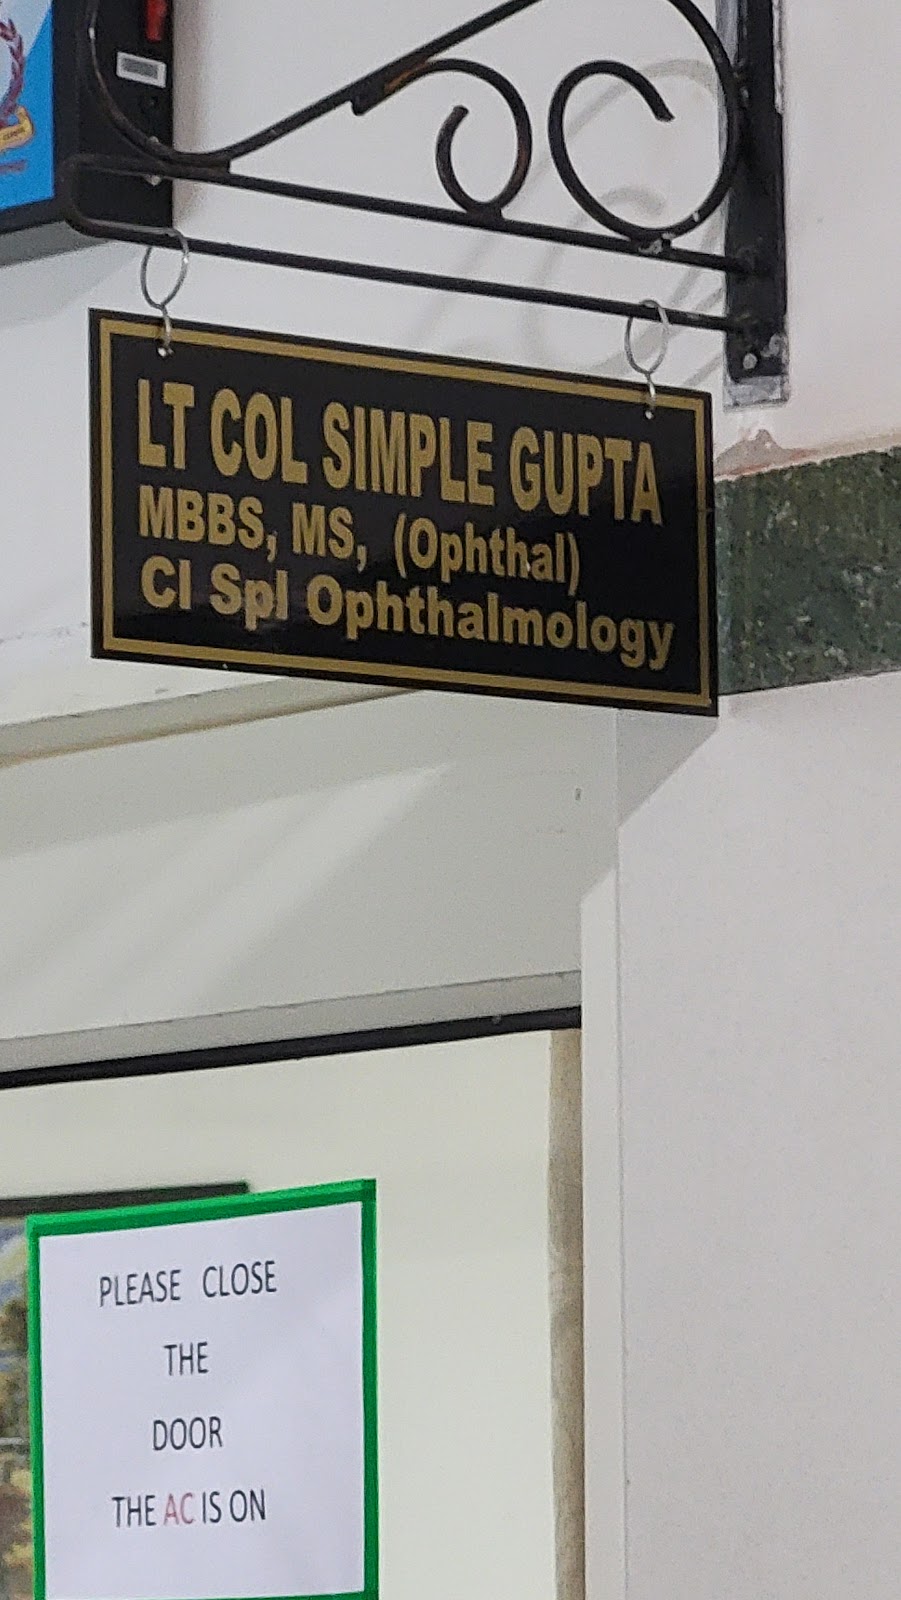 LT COL SIMPLE GUPTA
MBBS, MS, (Ophthal)
Cl Spl Ophthalmology
PLEASE CLOSE
THE
DOOR
THE AC IS ON